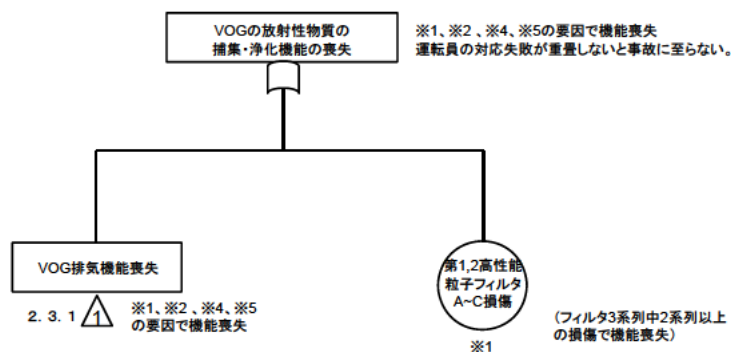 VOGの放射性物質の
捕集・浄化機能の喪失
※1、※2 、※4、※5の要因で機能喪失
運転員の対応失敗が重畳しないと事故に至らない。
VOG排気機能喪失
2. 3. 1
1
※1、※2 、※4、※5
の要因で機能喪失
第1,2高性能
粒子フィルタ
A~C損傷
※1
(フィルタ3系列中2系列以上
の損傷で機能喪失)